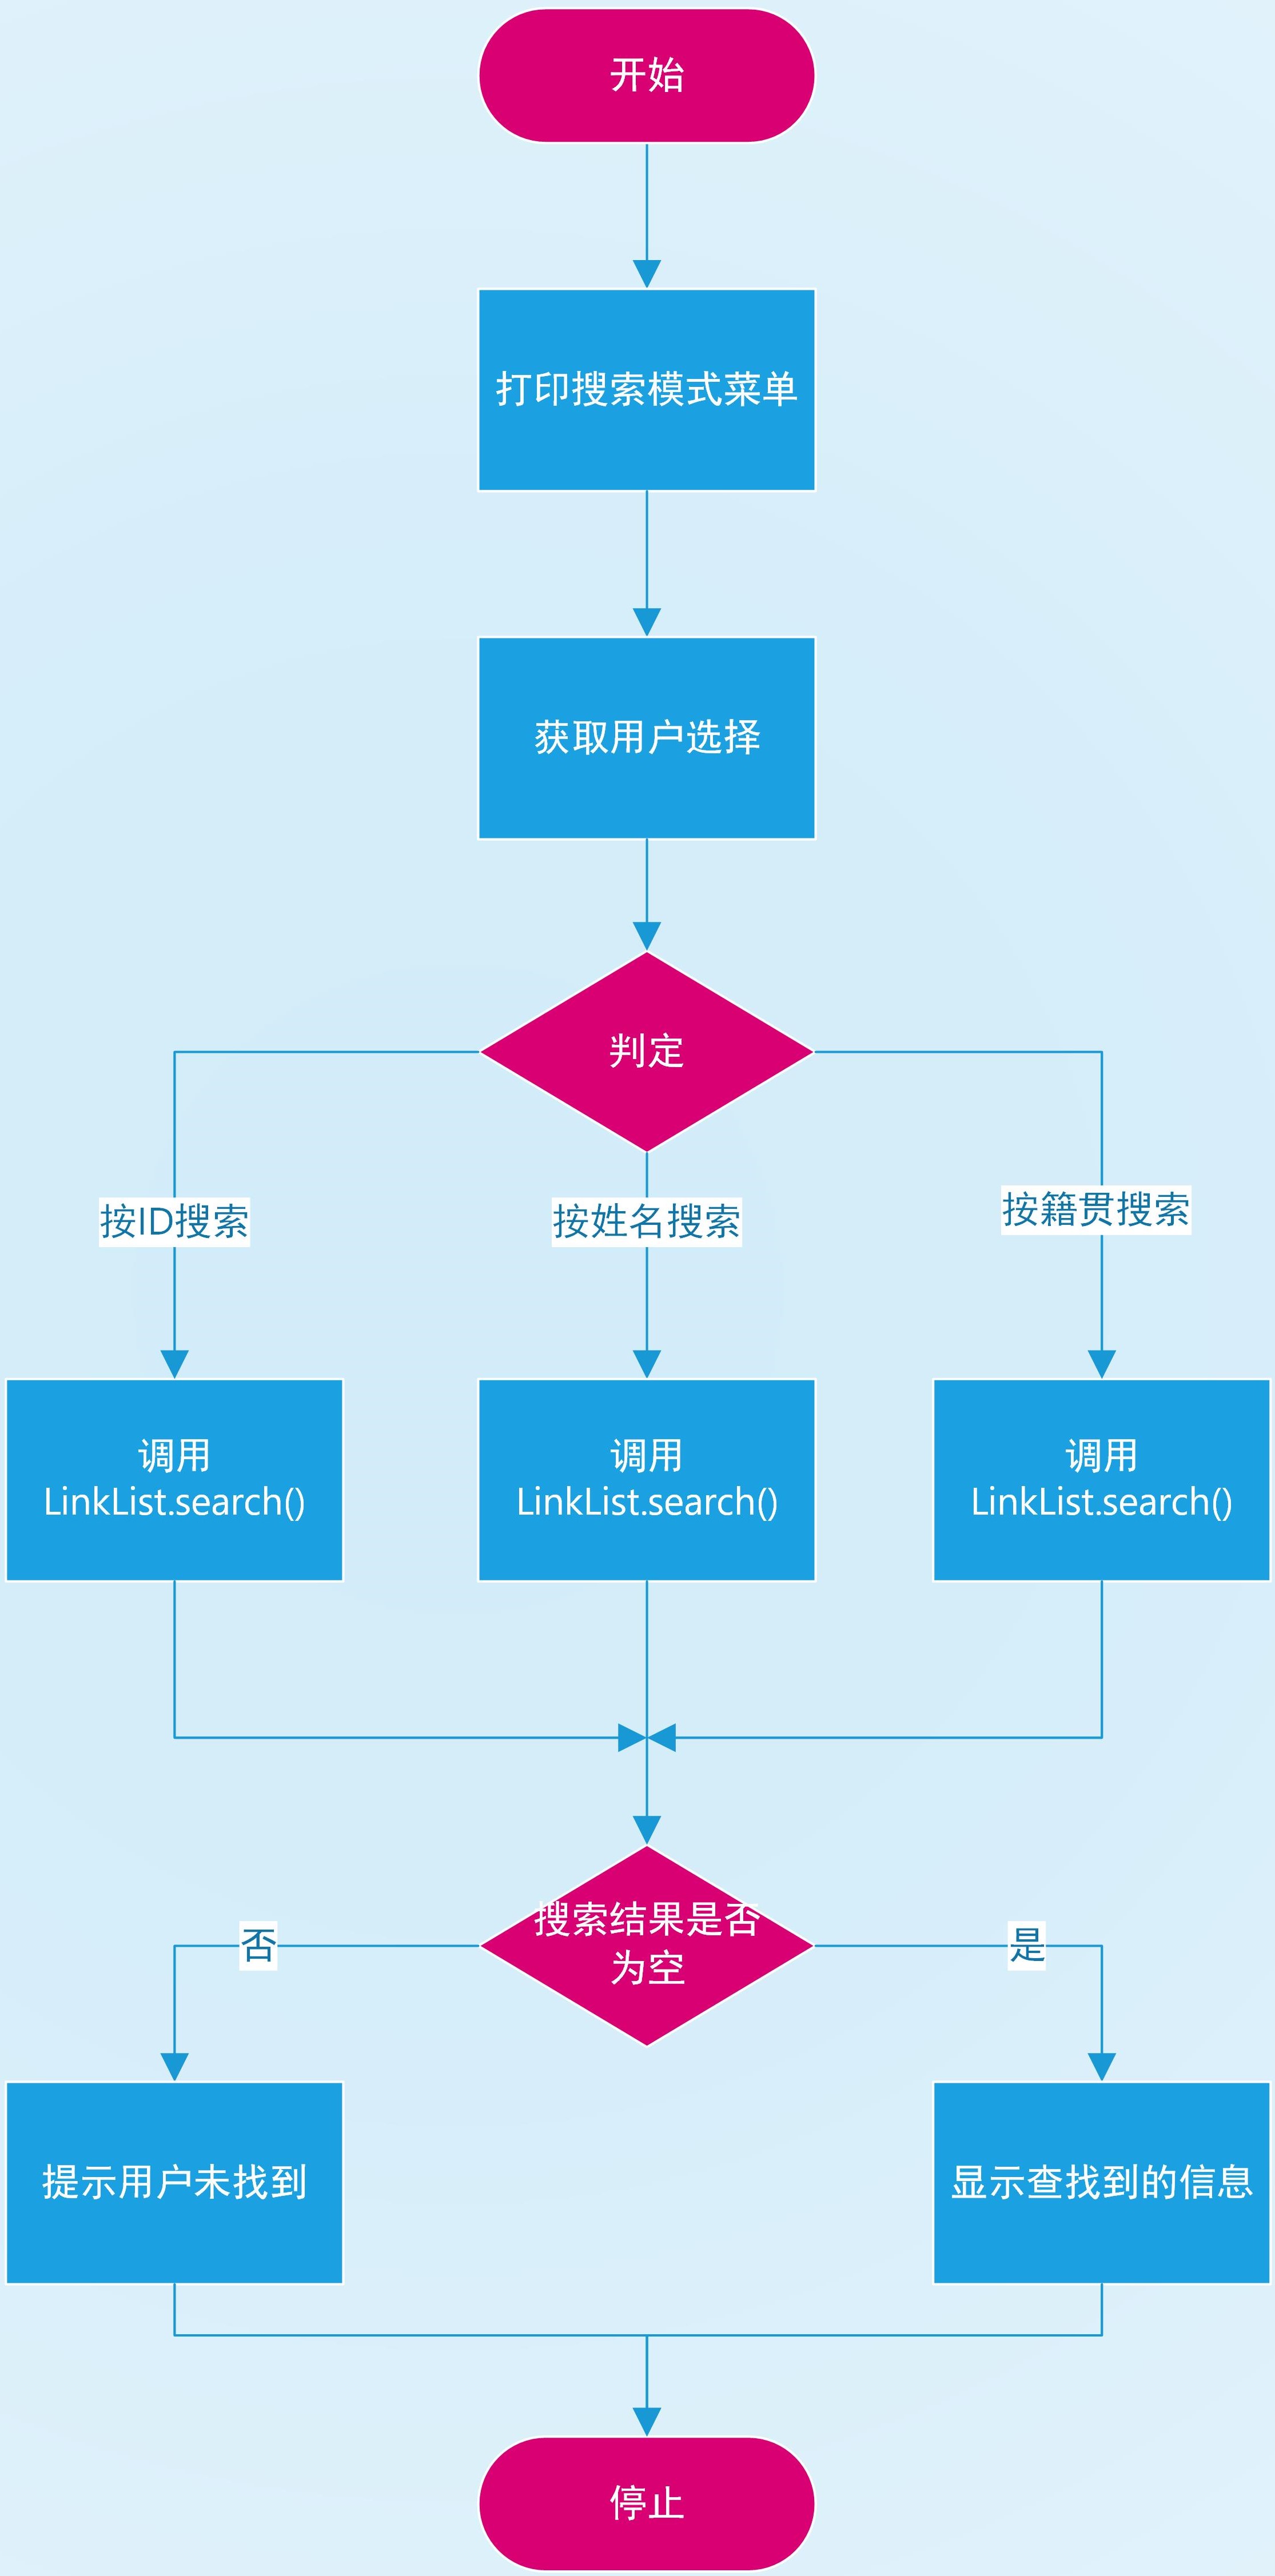 开始
打印搜索模式菜单
获取用户选择
判定
按ID搜索
按姓名搜索
按籍贯搜索
调用
LinkList.search()
调用
LinkList.search()
调用
LinkList.search()
搜索结果是否
为空
否
是
提示用户未找到
显示查找到的信息
停止